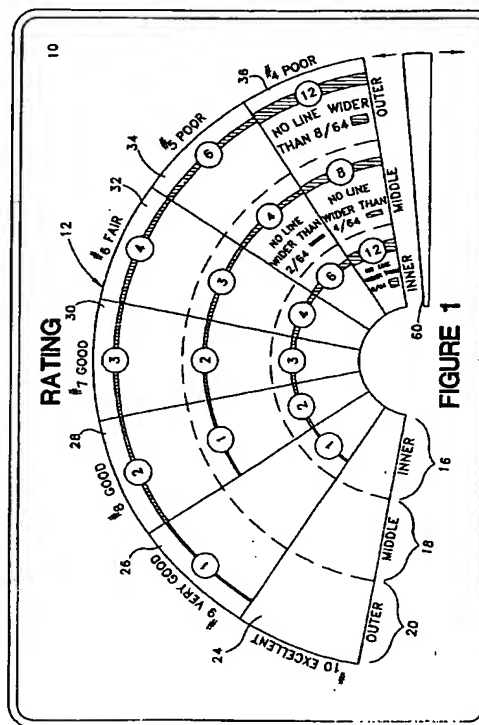 10
RATING
12
#10 EXCELLENT
#9 VERY GOOD
#8 GOOD
#7 GOOD
#6 FAIR
#5 POOR
#4 POOR
24
26
28
30
32
34
36
1
2
3
4
6
12
1
2
3
4
8
1
2
3
4
6
12
NO LINE
WIDER THAN
2/64
NO LINE
WIDER THAN
4/64
NO LINE WIDER
THAN 8/64
NO LINE
OUTER
MIDDLE
INNER
INNER
MIDDLE
OUTER
16
18
20
60
FIGURE 1